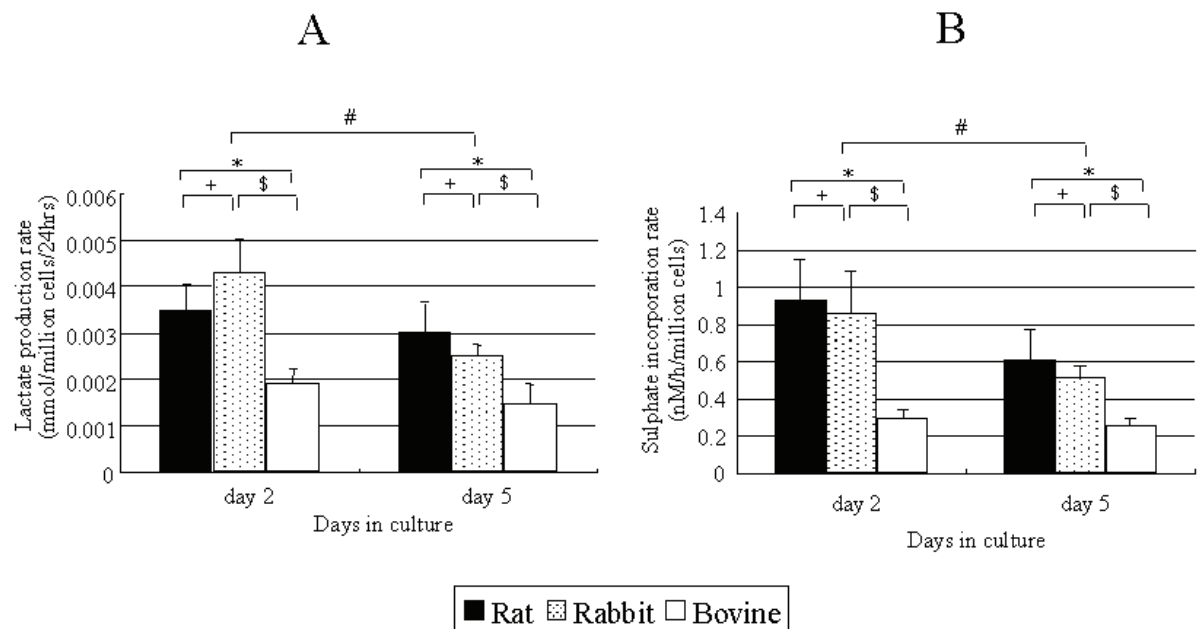 A
#
*
*
+
$
+
$
Lactate production rate
(mmol/million cells/24hrs)
0.006
0.005
0.004
0.003
0.002
0.001
0
day 2
day 5
Days in culture
B
#
*
*
+
$
+
$
Sulphate incorporation rate
(nM/h/million cells)
1.4
1.2
1
0.8
0.6
0.4
0.2
0
day 2
day 5
Days in culture
Rat Rabbit Bovine